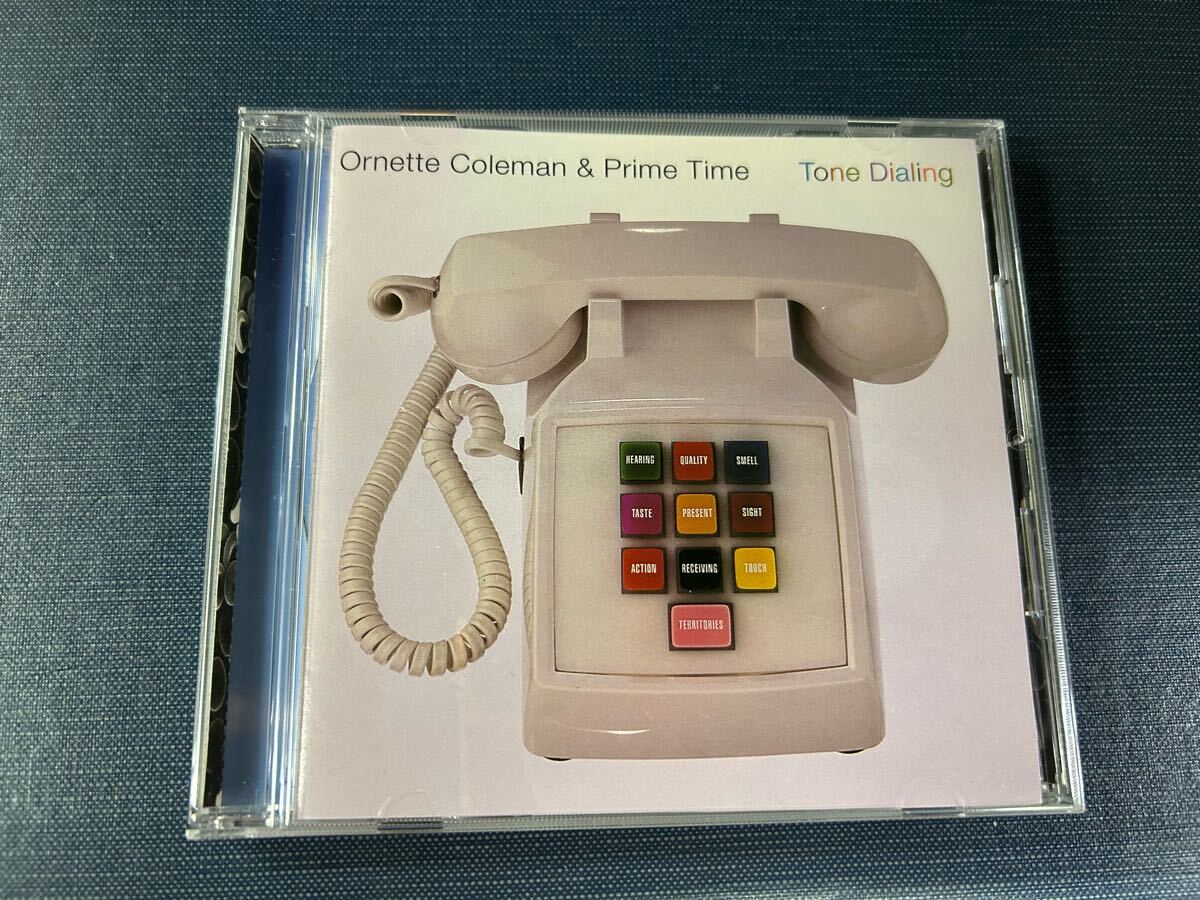 Ornette Coleman & Prime Time Tone Dialing
HEARING QUALITY SMELL
TASTE PRESENT SIGHT
ACTION RECEIVING TOUCH
TERRITORIES